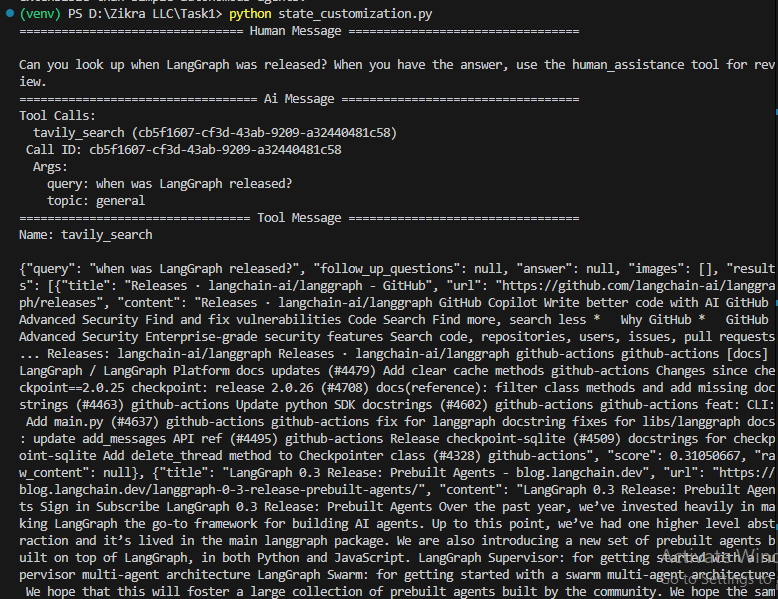 (venv) PS D:\Zikra LLC\Task1> python state_customization.py
================================ Human Message =================================
Can you look up when LangGraph was released? When you have the answer, use the human_assistance tool for rev
iew.
================================== Ai Message ==================================
Tool Calls:
tavily_search (cb5f1607-cf3d-43ab-9209-a32440481c58)
Call ID: cb5f1607-cf3d-43ab-9209-a32440481c58
Args:
query: when was LangGraph released?
topic: general
================================= Tool Message =================================
Name: tavily_search
{"query": "when was LangGraph released?", "follow_up_questions": null, "answer": null, "images": [], "result
s": [{"title": "Releases · langchain-ai/langgraph - GitHub", "url": "https://github.com/langchain-ai/langgra
ph/releases", "content": "Releases · langchain-ai/langgraph GitHub Copilot Write better code with AI GitHub
Advanced Security Find and fix vulnerabilities Code Search Find more, search less * Why GitHub * GitHub
Advanced Security Enterprise-grade security features Search code, repositories, users, issues, pull requests
... Releases: langchain-ai/langgraph Releases · langchain-ai/langgraph github-actions github-actions [docs]
LangGraph / LangGraph Platform docs updates (#4479) Add clear cache methods github-actions Changes since che
ckpoint==2.0.25 checkpoint: release 2.0.26 (#4708) docs(reference): filter class methods and add missing doc
strings (#4463) github-actions Update python SDK docstrings (#4602) github-actions github-actions feat: CLI:
Add main.py (#4637) github-actions github-actions fix for langgraph docstring fixes for libs/langgraph docs
: update add_messages API ref (#4495) github-actions Release checkpoint-sqlite (#4509) docstrings for checkp
oint-sqlite Add delete_thread method to Checkpointer class (#4328) github-actions", "score": 0.31050667, "ra
w_content": null}, {"title": "LangGraph 0.3 Release: Prebuilt Agents - blog.langchain.dev", "url": "https://
blog.langchain.dev/langgraph-0-3-release-prebuilt-agents/", "content": "LangGraph 0.3 Release: Prebuilt Agen
ts Sign in Subscribe LangGraph 0.3 Release: Prebuilt Agents Over the past year, we've invested heavily in ma
king LangGraph the go-to framework for building AI agents. Up to this point, we've had one higher level abst
raction and it's lived in the main langgraph package. We are also introducing a new set of prebuilt agents b
uilt on top of LangGraph, in both Python and JavaScript. LangGraph Supervisor: for getting started with a su
pervisor multi-agent architecture LangGraph Swarm: for getting started with a swarm multi-agent architecture
We hope that this will foster a large collection of prebuilt agents built by the community. We hope the sam
Activate Wind
Go to Settings to